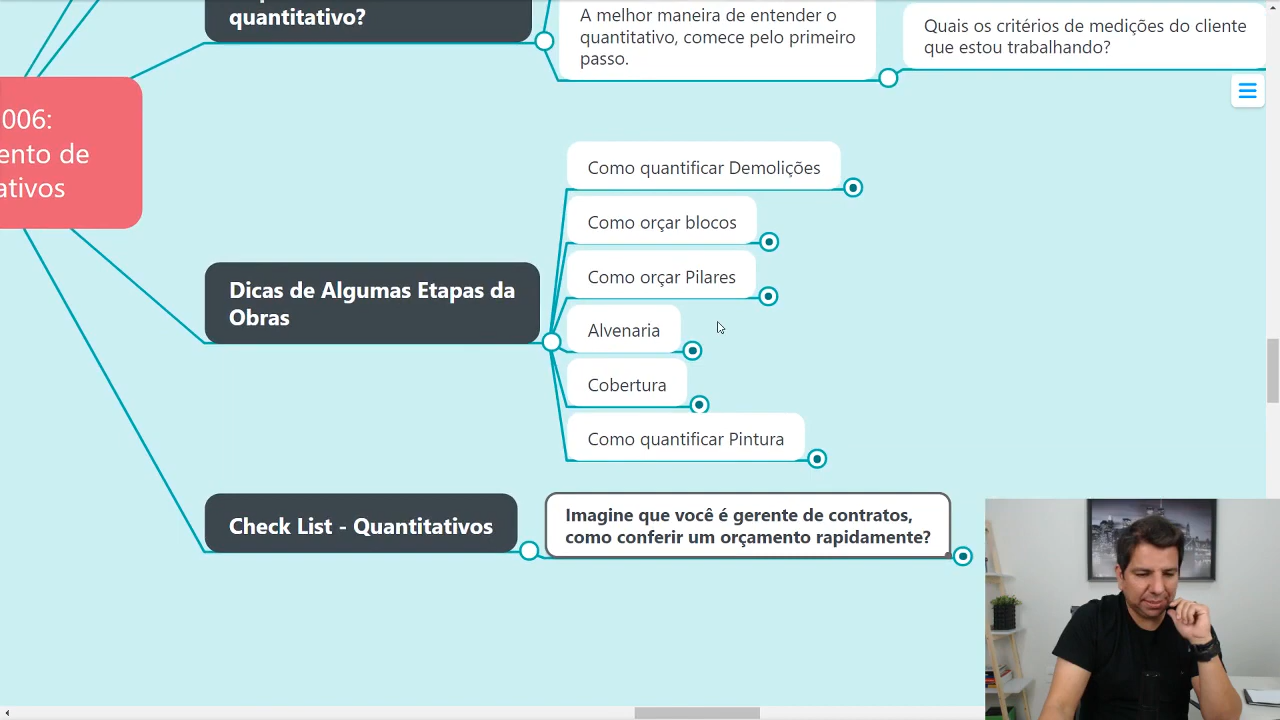 quantitativo?
A melhor maneira de entender o
quantitativo, comece pelo primeiro
passo.
Quais os critérios de medições do cliente
que estou trabalhando?
006:
ento de
ativos
Dicas de Algumas Etapas da
Obras
Como quantificar Demolições
Como orçar blocos
Como orçar Pilares
Alvenaria
Cobertura
Como quantificar Pintura
Check List - Quantitativos
Imagine que você é gerente de contratos,
como conferir um orçamento rapidamente?